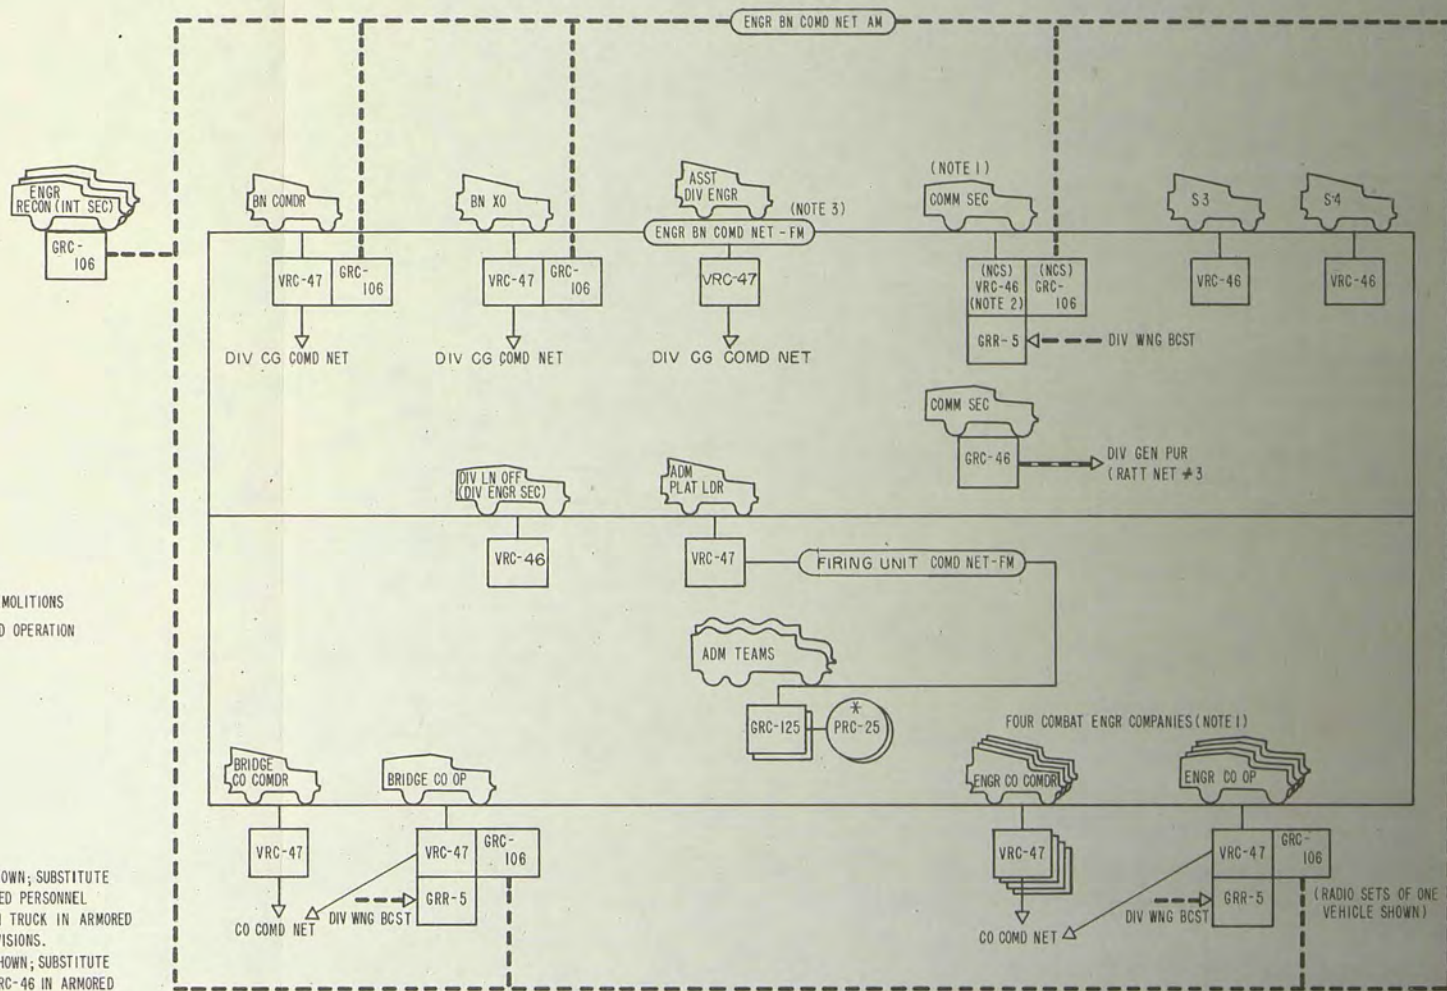 ENGR BN COMD NET AM
ENGR
RECON (INT SEC)
GRC-
106
BN COMDR
VRC-47
GRC-
106
DIV CG COMD NET
BN XO
VRC-47
GRC-
106
DIV CG COMD NET
ASST
DIV ENGR
(NOTE 3)
ENGR BN COMD NET - FM
VRC-47
DIV CG COMD NET
(NOTE 1)
COMM SEC
(NCS)
VRC-46
(NOTE 2)
(NCS)
GRC-
106
GRR-5
DIV WNG BCST
S3
VRC-46
S-4
VRC-46
COMM SEC
GRC-46
DIV GEN PUR
(RATT NET #3
DIV LN OFF
(DIV ENGR SEC)
VRC-46
ADM
PLAT LDR
VRC-47
FIRING UNIT COMD NET-FM
MOLITIONS
D OPERATION
ADM TEAMS
GRC-125
*
PRC-25
FOUR COMBAT ENGR COMPANIES (NOTE 1)
BRIDGE
CO COMDR
VRC-47
CO COMD NET
BRIDGE CO OP
VRC-47
GRC-
106
GRR-5
DIV WNG BCST
ENGR CO COMDR
VRC-47
CO COMD NET
ENGR CO OP
VRC-47
GRC-
106
GRR-5
DIV WNG BCST
(RADIO SETS OF ONE
VEHICLE SHOWN)
OWN; SUBSTITUTE
ED PERSONNEL
N TRUCK IN ARMORED
VISIONS.
HOWN; SUBSTITUTE
RC-46 IN ARMORED